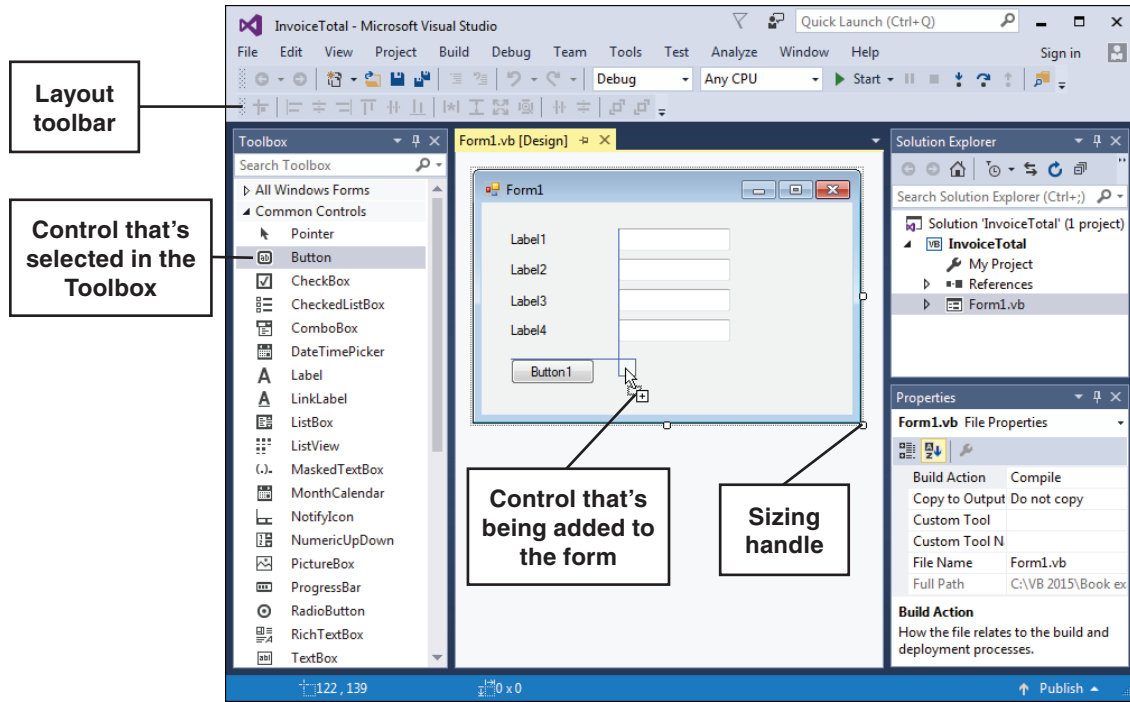 InvoiceTotal - Microsoft Visual Studio
Quick Launch (Ctrl+Q)
File Edit View Project Build Debug Team Tools Test Analyze Window Help Sign in
Debug Any CPU Start
Layout
toolbar
Toolbox
Search Toolbox
All Windows Forms
Common Controls
Pointer
Button
CheckBox
CheckedListBox
ComboBox
DateTimePicker
Label
LinkLabel
ListBox
ListView
MaskedTextBox
MonthCalendar
NotifyIcon
NumericUpDown
PictureBox
ProgressBar
RadioButton
RichTextBox
TextBox
Control that's
selected in the
Toolbox
Form1.vb [Design]
Form1
Label1
Label2
Label3
Label4
Button1
Control that's
being added to
the form
Sizing
handle
Solution Explorer
Search Solution Explorer (Ctrl+;)
Solution 'InvoiceTotal' (1 project)
VB InvoiceTotal
My Project
References
Form1.vb
Properties
Form1.vb File Properties
Build Action Compile
Copy to Output Do not copy
Custom Tool
Custom Tool N
File Name Form1.vb
Full Path C:\VB 2015\Book ex
Build Action
How the file relates to the build and
deployment processes.
122 , 139 0 x 0 Publish